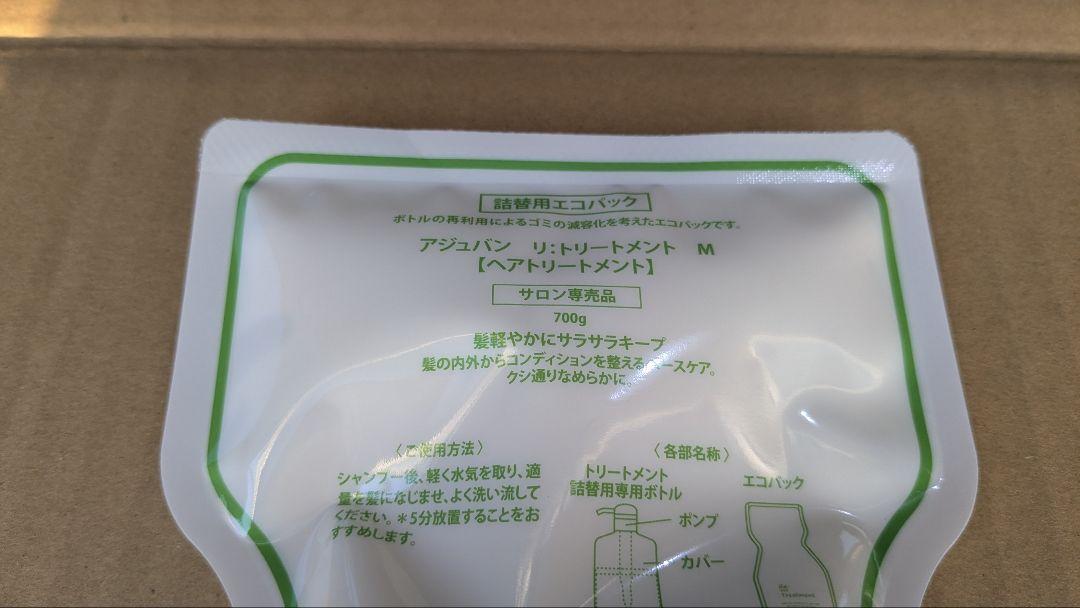 詰替用エコパック
ボトルの再利用によるゴミの減容化を考えたエコパックです。
アジュバン リ:トリートメント M
【ヘアトリートメント】
サロン専売品
700g
髪軽やかにサラサラキープ
髪の内外からコンディションを整えるベースケア。
クシ通りなめらかに。
〈ご使用方法〉
シャンプー後、軽く水気を取り、適
量を髪になじませ、よく洗い流して
ください。＊5分放置することをお
すすめします。
〈各部名称〉
トリートメント
詰替用専用ボトル
ポンプ
カバー
エコパック
Re:
Treatment